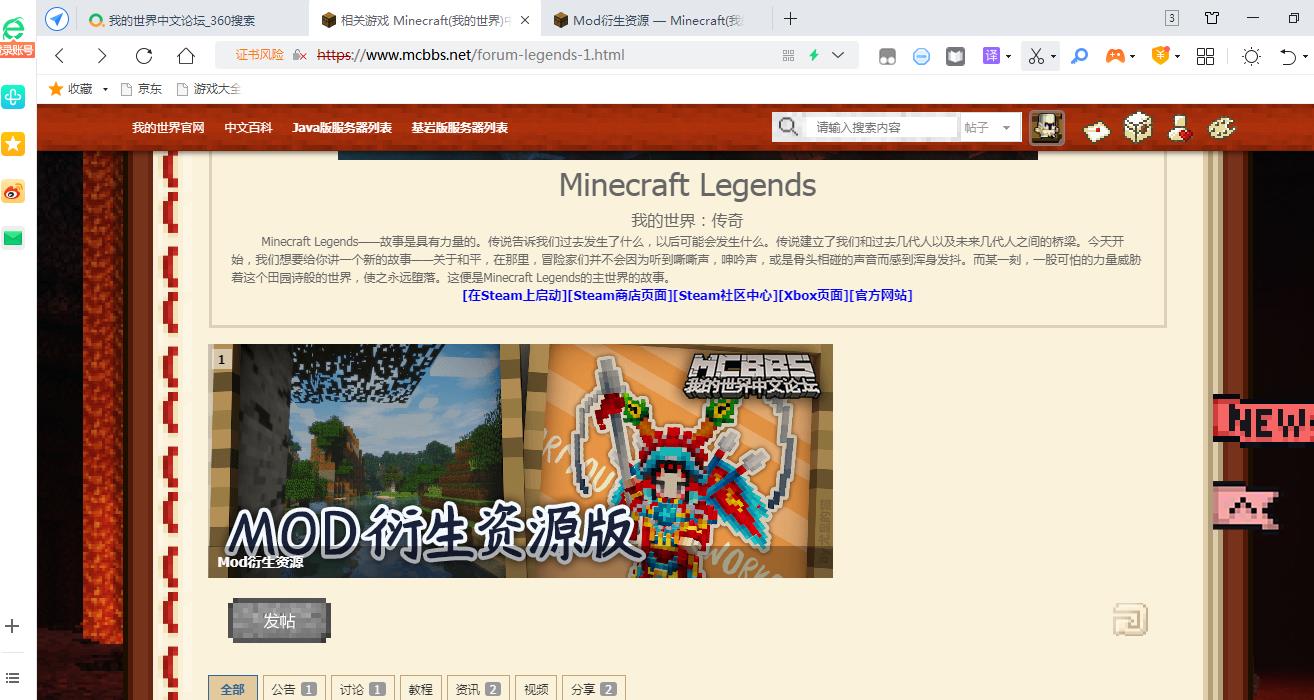 我的世界中文论坛_360搜索
相关游戏 Minecraft(我的世界)中
Mod衍生资源 — Minecraft(我
3
录账号
证书风险
https://www.mcbbs.net/forum-legends-1.html
译
收藏
京东
游戏大全
我的世界官网
中文百科
Java版服务器列表
基岩版服务器列表
请输入搜索内容
帖子
Minecraft Legends
我的世界：传奇
Minecraft Legends——故事是具有力量的。传说告诉我们过去发生了什么，以后可能会发生什么。传说建立了我们和过去几代人以及未来几代人之间的桥梁。今天开
始，我们想要给你讲一个新的故事——关于和平，在那里，冒险家们并不会因为听到嘶嘶声，呻吟声，或是骨头相碰的声音而感到浑身发抖。而某一刻，一股可怕的力量威胁
着这个田园诗般的世界，使之永远堕落。这便是Minecraft Legends的主世界的故事。
[在Steam上启动][Steam商店页面][Steam社区中心][Xbox页面][官方网站]
1
MCBBS
我的世界中文论坛
MOD衍生资源版
Mod衍生资源
NEW
发帖
全部
公告 1
讨论 1
教程
资讯 2
视频
分享 2